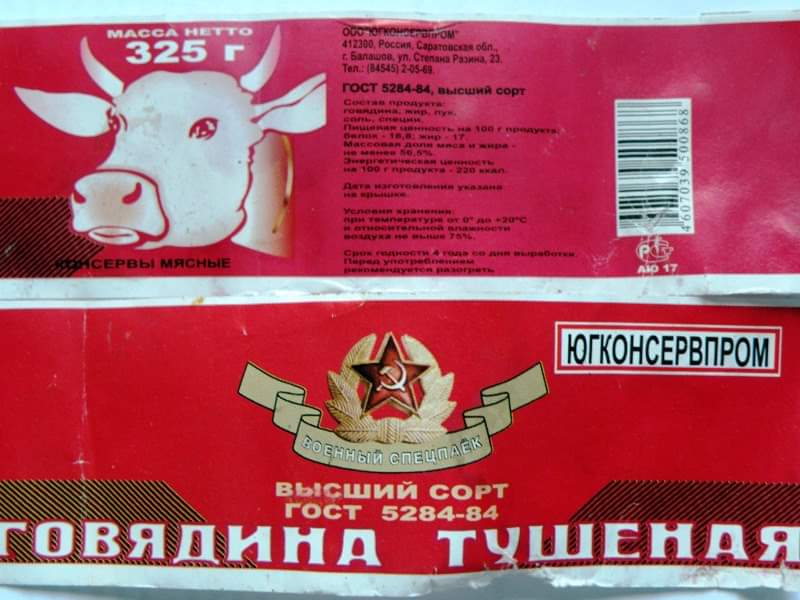 МАССА НЕТТО
325 г
КОНСЕРВЫ МЯСНЫЕ
ООО "ЮГКОНСЕРВПРОМ"
412300, Россия, Саратовская обл.,
г. Балашов, ул. Степана Разина, 23.
Тел.: (84545) 2-05-69.
ГОСТ 5284-84, высший сорт
Состав продукта:
говядина, жир, лук,
соль, специи.
Пищевая ценность на 100 г продукта:
белок - 16,8; жир - 17.
Массовая доля мяса и жира -
не менее 56,5%.
Энергетическая ценность
на 100 г продукта - 220 ккал.
Дата изготовления указана
на крышке.
Условия хранения:
при температуре от 0° до +20°С
и относительной влажности
воздуха не выше 75%.
Срок годности 4 года со дня выработки.
Перед употреблением
рекомендуется разогреть
4607039500868
АЮ 17
ЮГКОНСЕРВПРОМ
ВОЕННЫЙ СПЕЦПАЁК
ВЫСШИЙ СОРТ
ГОСТ 5284-84
ГОВЯДИНА ТУШЕНАЯ